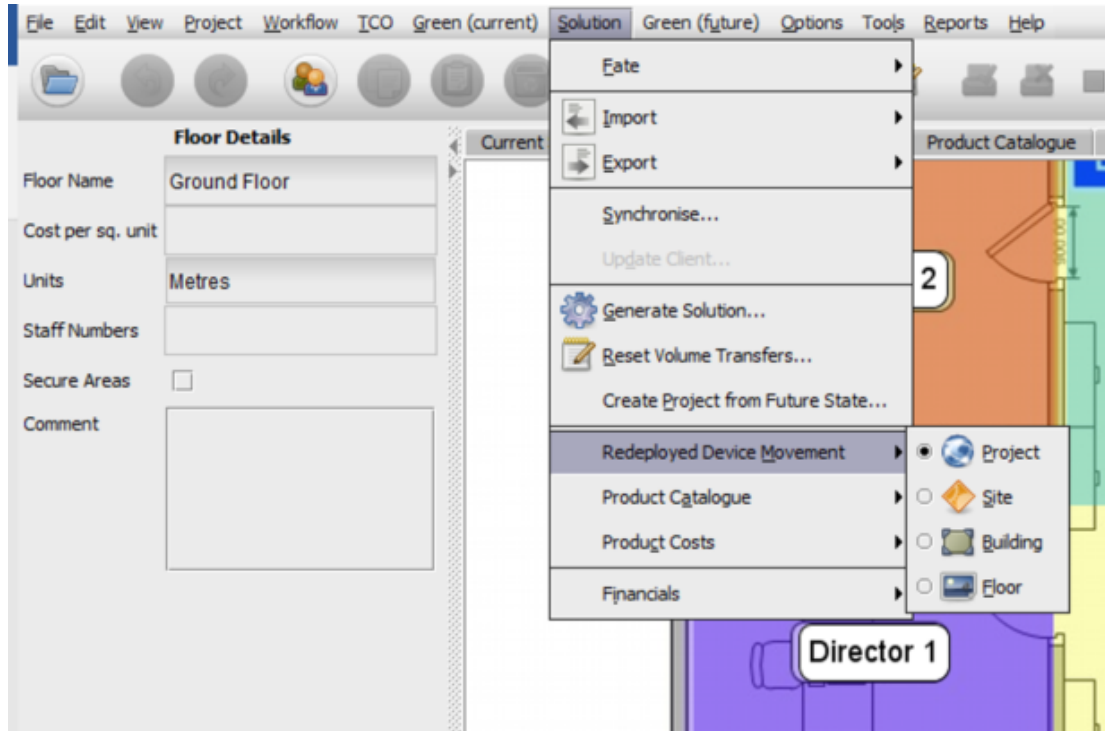 File Edit View Project Workflow TCO Green (current) Solution Green (future) Options Tools Reports Help
Floor Details
Floor Name Ground Floor
Cost per sq. unit
Units Metres
Staff Numbers
Secure Areas
Comment
Current
Product Catalogue
Fate
Import
Export
Synchronise...
Update Client...
Generate Solution...
Reset Volume Transfers...
Create Project from Future State...
Redeployed Device Movement
Product Catalogue
Product Costs
Financials
Project
Site
Building
Floor
2
900.00
Director 1